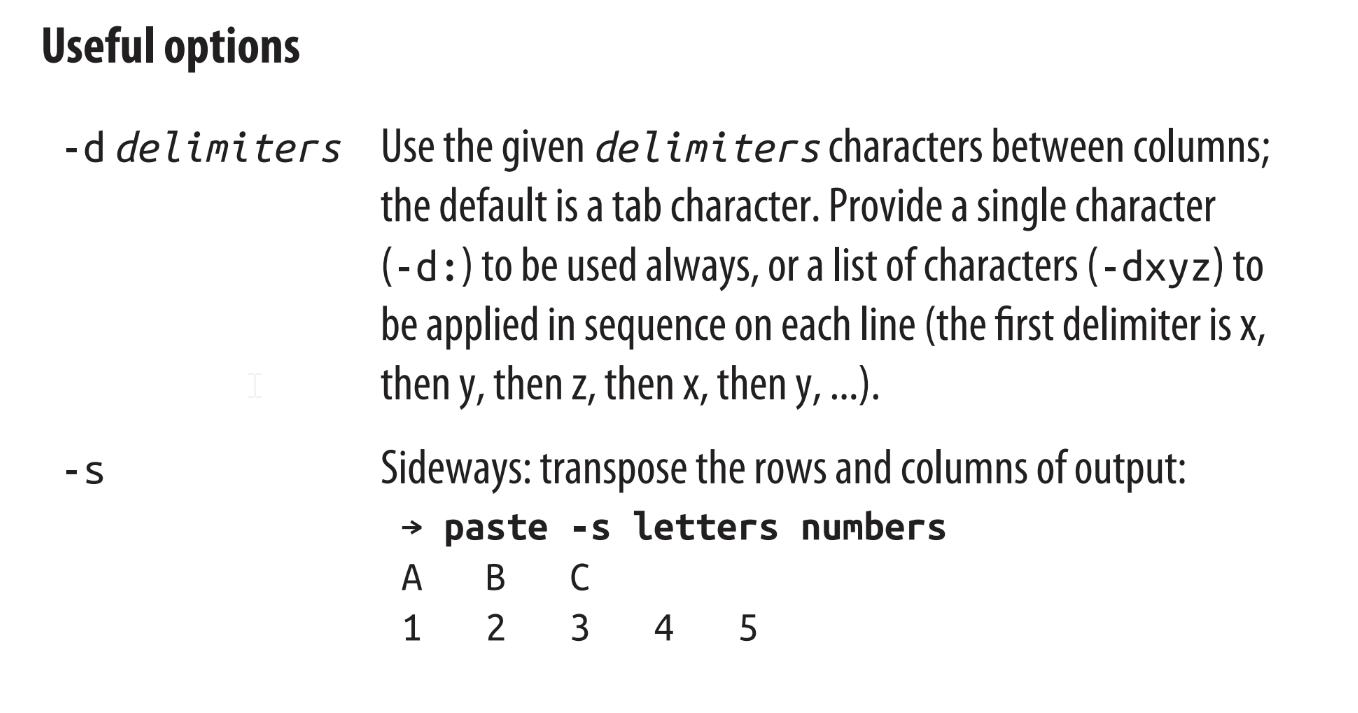 Useful options
-d delimiters Use the given delimiters characters between columns;
the default is a tab character. Provide a single character
(-d:) to be used always, or a list of characters (-dxyz) to
be applied in sequence on each line (the first delimiter is x,
then y, then z, then x, then y, ...).
-s Sideways: transpose the rows and columns of output:
➔ paste -s letters numbers
A B C
1 2 3 4 5